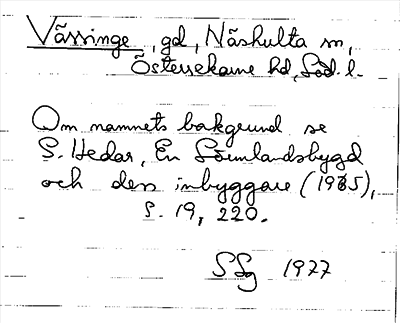 Vässinge, gd, Näshulta sn,
Österrekarne hd, Söd. l.
Om namnets bakgrund se
S. Hedar, En Sörmlandsbygd
och dess inbyggare (1965),
s. 19, 220.
SSg 1977